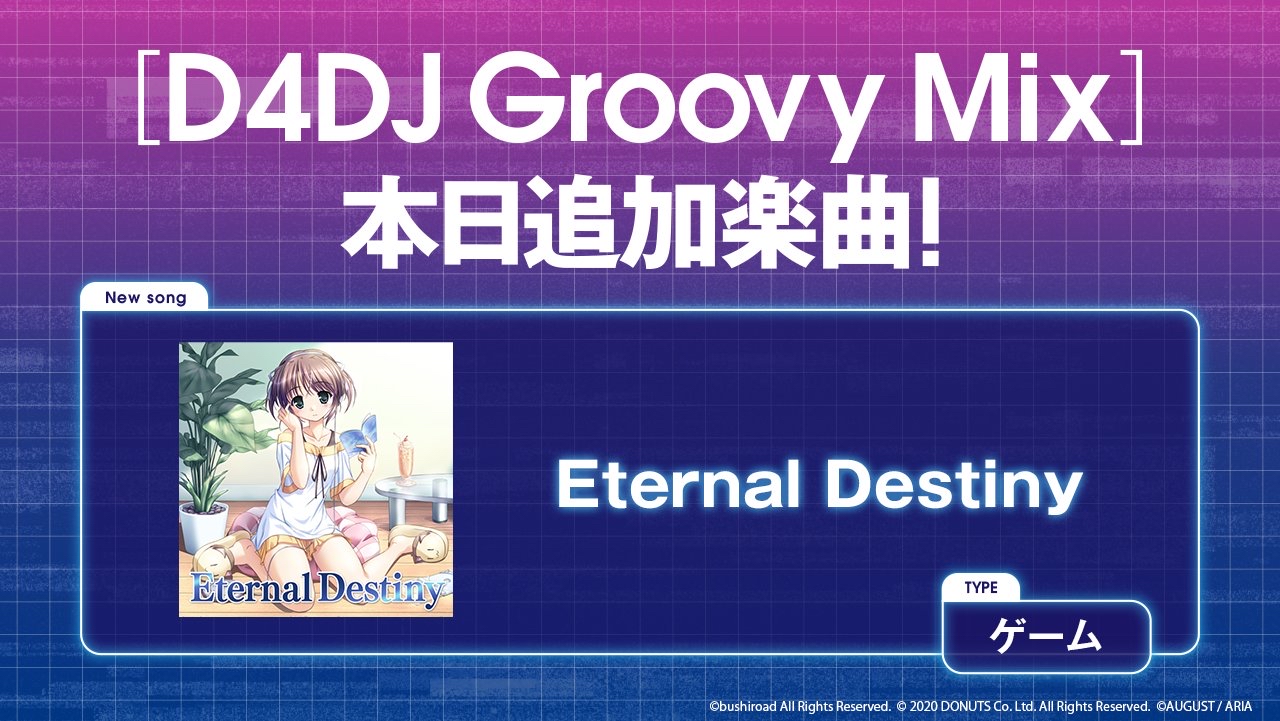 [D4DJ Groovy Mix]
本日追加楽曲!
New song
Eternal Destiny
Eternal Destiny
TYPE
ゲーム
©bushiroad All Rights Reserved. © 2020 DONUTS Co. Ltd. All Rights Reserved. ©AUGUST / ARIA